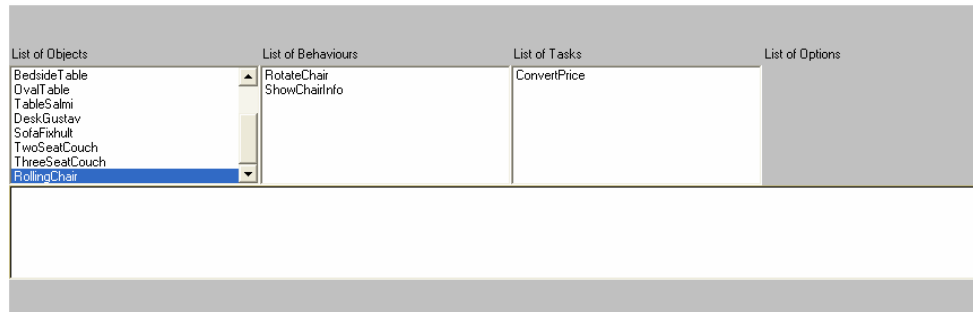 List of Objects
List of Behaviours
List of Tasks
List of Options
BedsideTable
OvalTable
TableSalmi
DeskGustav
SofaFixhult
TwoSeatCouch
ThreeSeatCouch
RollingChair
RotateChair
ShowChairInfo
ConvertPrice